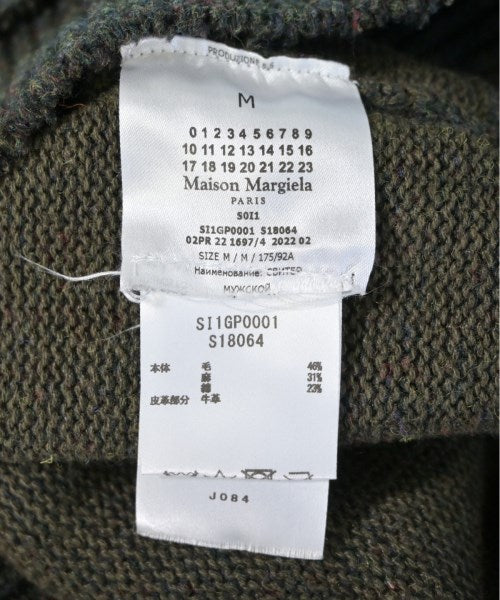 PRODUZIONE
M
0 1 2 3 4 5 6 7 8 9
10 11 12 13 14 15 16
17 18 19 20 21 22 23
Maison Margiela
PARIS
S0I1
SI1GP0001 S18064
02PR 22 1697/4 2022 02
SIZE M / M / 175/92A
Наименование: СВИТЕР
МУЖСКОЙ
SI1GP0001
S18064
本体 毛 46%
麻 31%
綿 23%
皮革部分 牛革
J084